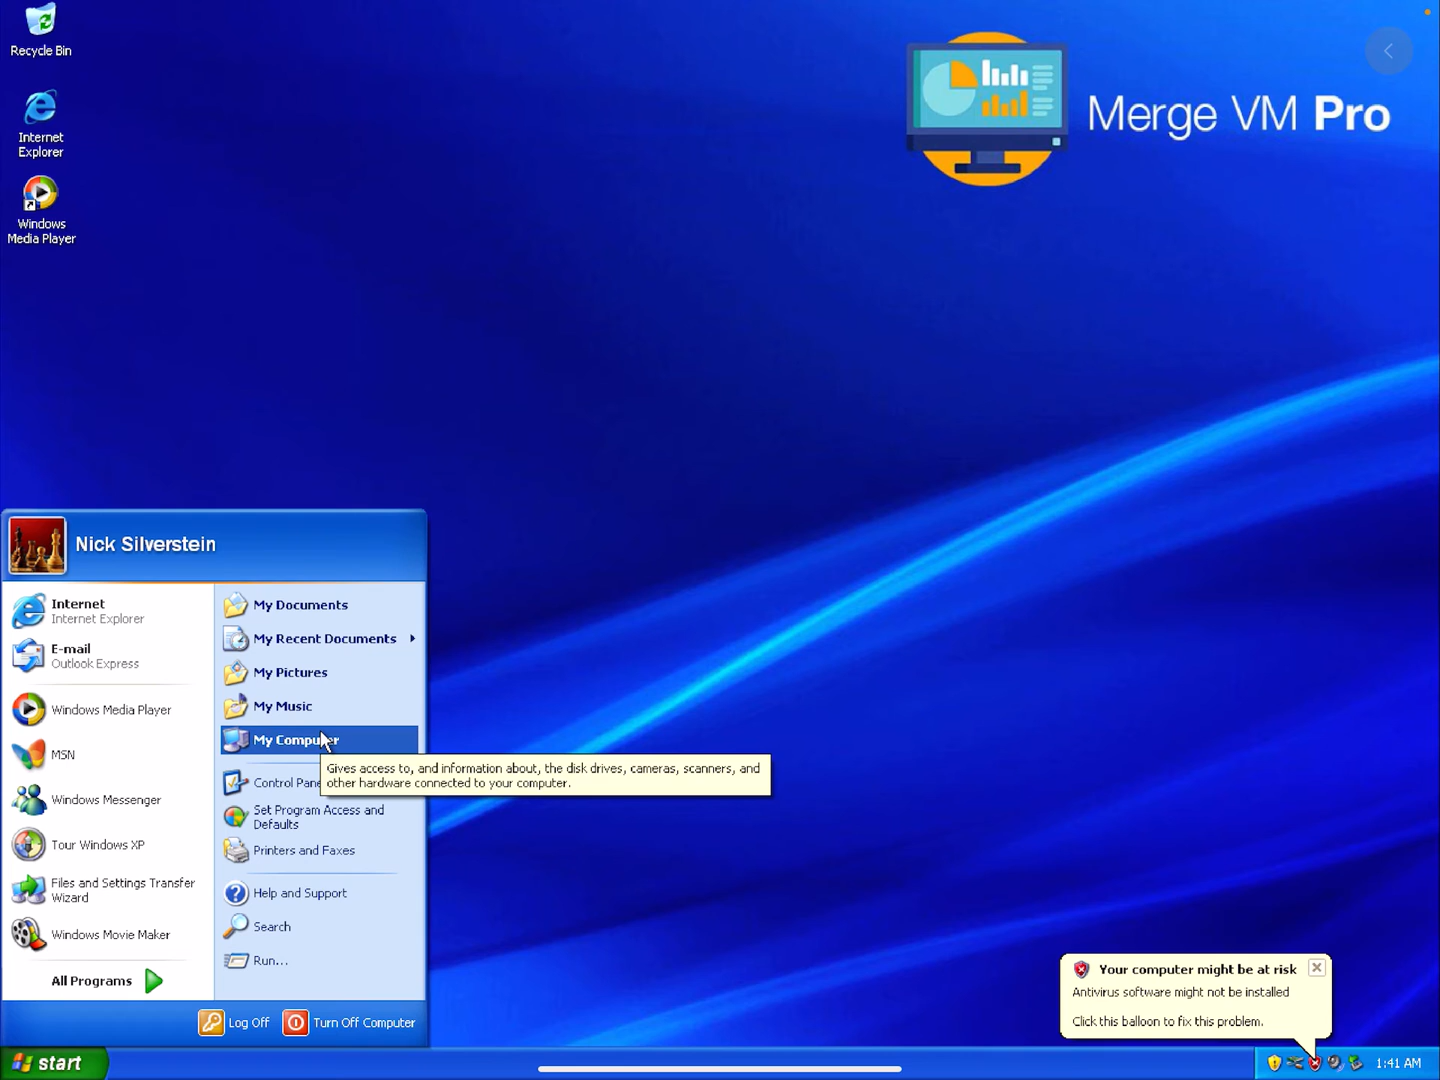 Recycle Bin
Internet
Explorer
Windows
Media Player
Merge VM Pro
Nick Silverstein
Internet
Internet Explorer
E-mail
Outlook Express
Windows Media Player
MSN
Windows Messenger
Tour Windows XP
Files and Settings Transfer
Wizard
Windows Movie Maker
All Programs
My Documents
My Recent Documents
My Pictures
My Music
My Computer
Gives access to, and information about, the disk drives, cameras, scanners, and
other hardware connected to your computer.
Control Pane
Set Program Access and
Defaults
Printers and Faxes
Help and Support
Search
Run...
Log Off
Turn Off Computer
Your computer might be at risk
Antivirus software might not be installed
Click this balloon to fix this problem.
start
1:41 AM